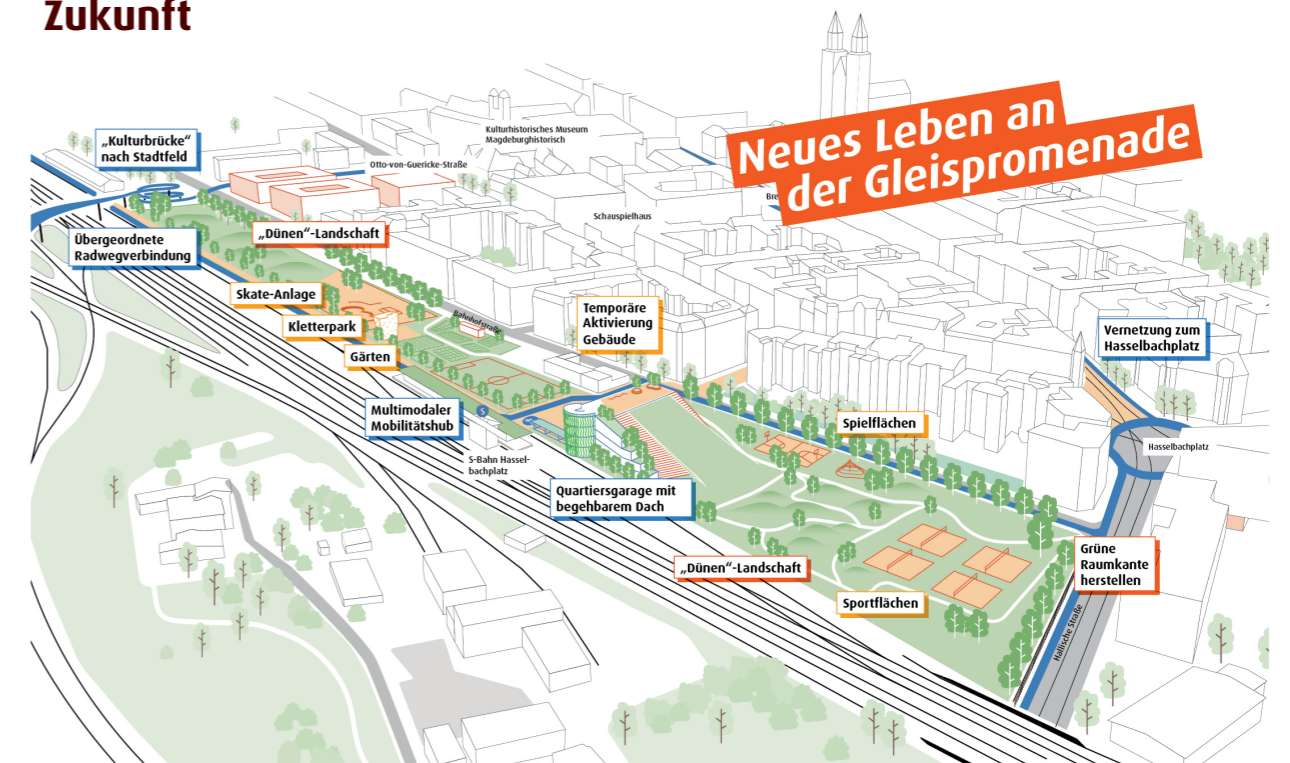 Zukunft
Neues Leben an
der Gleispromenade
„Kulturbrücke“
nach Stadtfeld
Kulturhistorisches Museum
Magdeburghistorisch
Otto-von-Guericke-Straße
Bre
Schauspielhaus
Übergeordnete
Radwegverbindung
„Dünen“-Landschaft
Skate-Anlage
Kletterpark
Gärten
Bahnhofstraße
Temporäre
Aktivierung
Gebäude
Vernetzung zum
Hasselbachplatz
Multimodaler
Mobilitätshub
S
S-Bahn Hassel-
bachplatz
Spielflächen
Hasselbachplatz
Quartiersgarage mit
begehbarem Dach
„Dünen“-Landschaft
Sportflächen
Grüne
Raumkante
herstellen
Hallische Straße